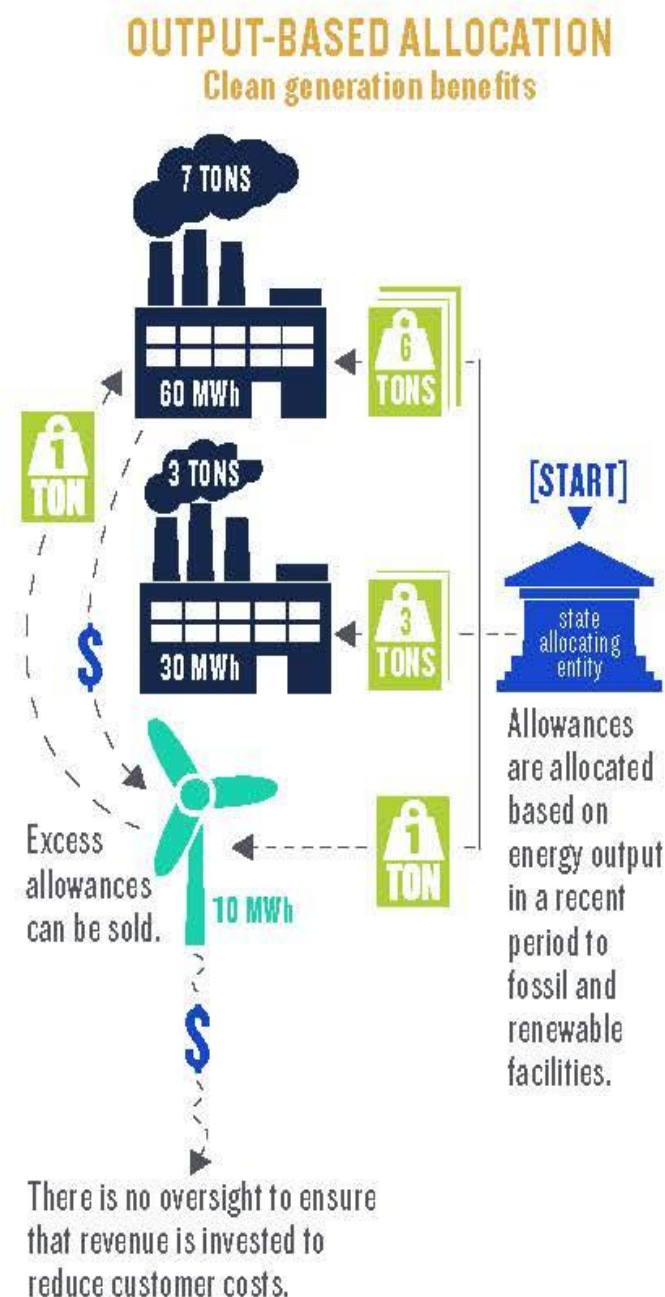 OUTPUT-BASED ALLOCATION
Clean generation benefits
7 TONS
60 MWh
6
TONS
1
TON
3 TONS
30 MWh
3
TONS
[START]
state
allocating
entity
$
Allowances
are allocated
based on
energy output
in a recent
period to
fossil and
renewable
facilities.
1
TON
10 MWh
Excess
allowances
can be sold.
$
There is no oversight to ensure
that revenue is invested to
reduce customer costs.